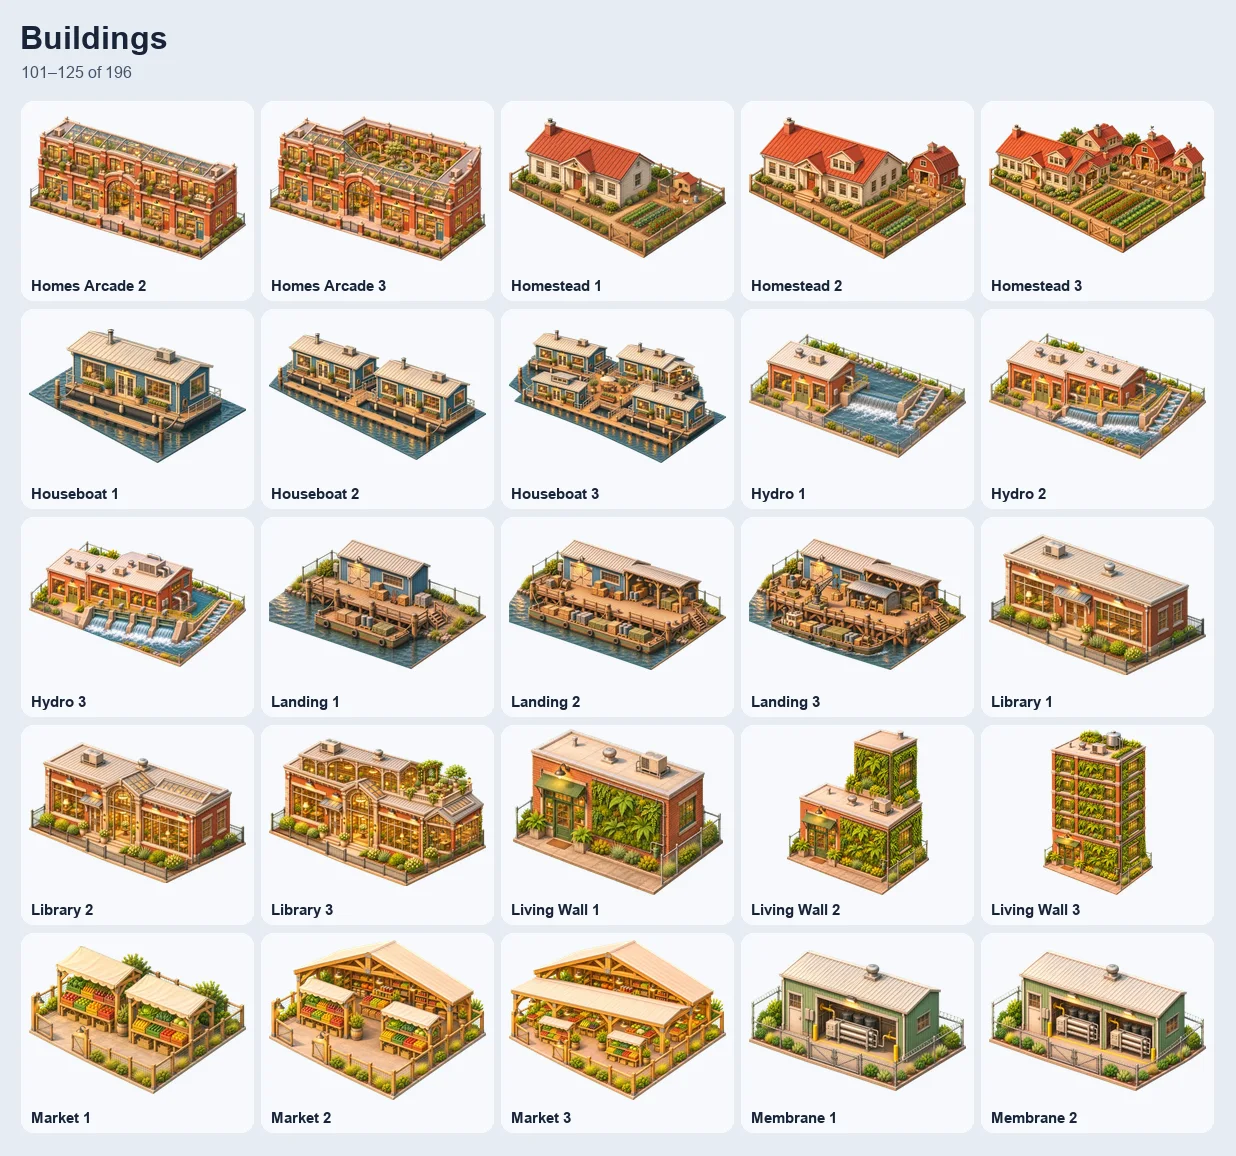 Buildings
101–125 of 196
Homes Arcade 2
Homes Arcade 3
Homestead 1
Homestead 2
Homestead 3
Houseboat 1
Houseboat 2
Houseboat 3
Hydro 1
Hydro 2
Hydro 3
Landing 1
Landing 2
Landing 3
Library 1
Library 2
Library 3
Living Wall 1
Living Wall 2
Living Wall 3
Market 1
Market 2
Market 3
Membrane 1
Membrane 2